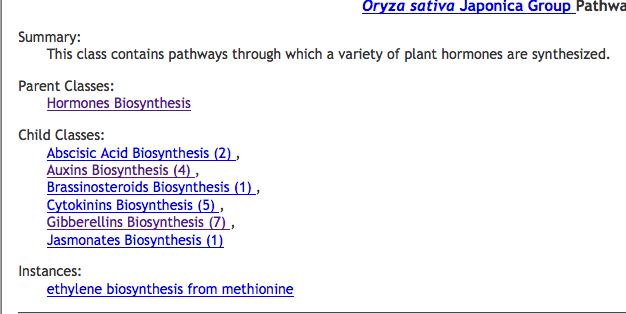 Oryza sativa Japonica Group
Summary:
This class contains pathways through which a variety of plant hormones are synthesized.
Parent Classes:
Hormones Biosynthesis
Child Classes:
Abscisic Acid Biosynthesis (2) ,
Auxins Biosynthesis (4) ,
Brassinosteroids Biosynthesis (1) ,
Cytokinins Biosynthesis (5) ,
Gibberellins Biosynthesis (7) ,
Jasmonates Biosynthesis (1)
Instances:
ethylene biosynthesis from methionine